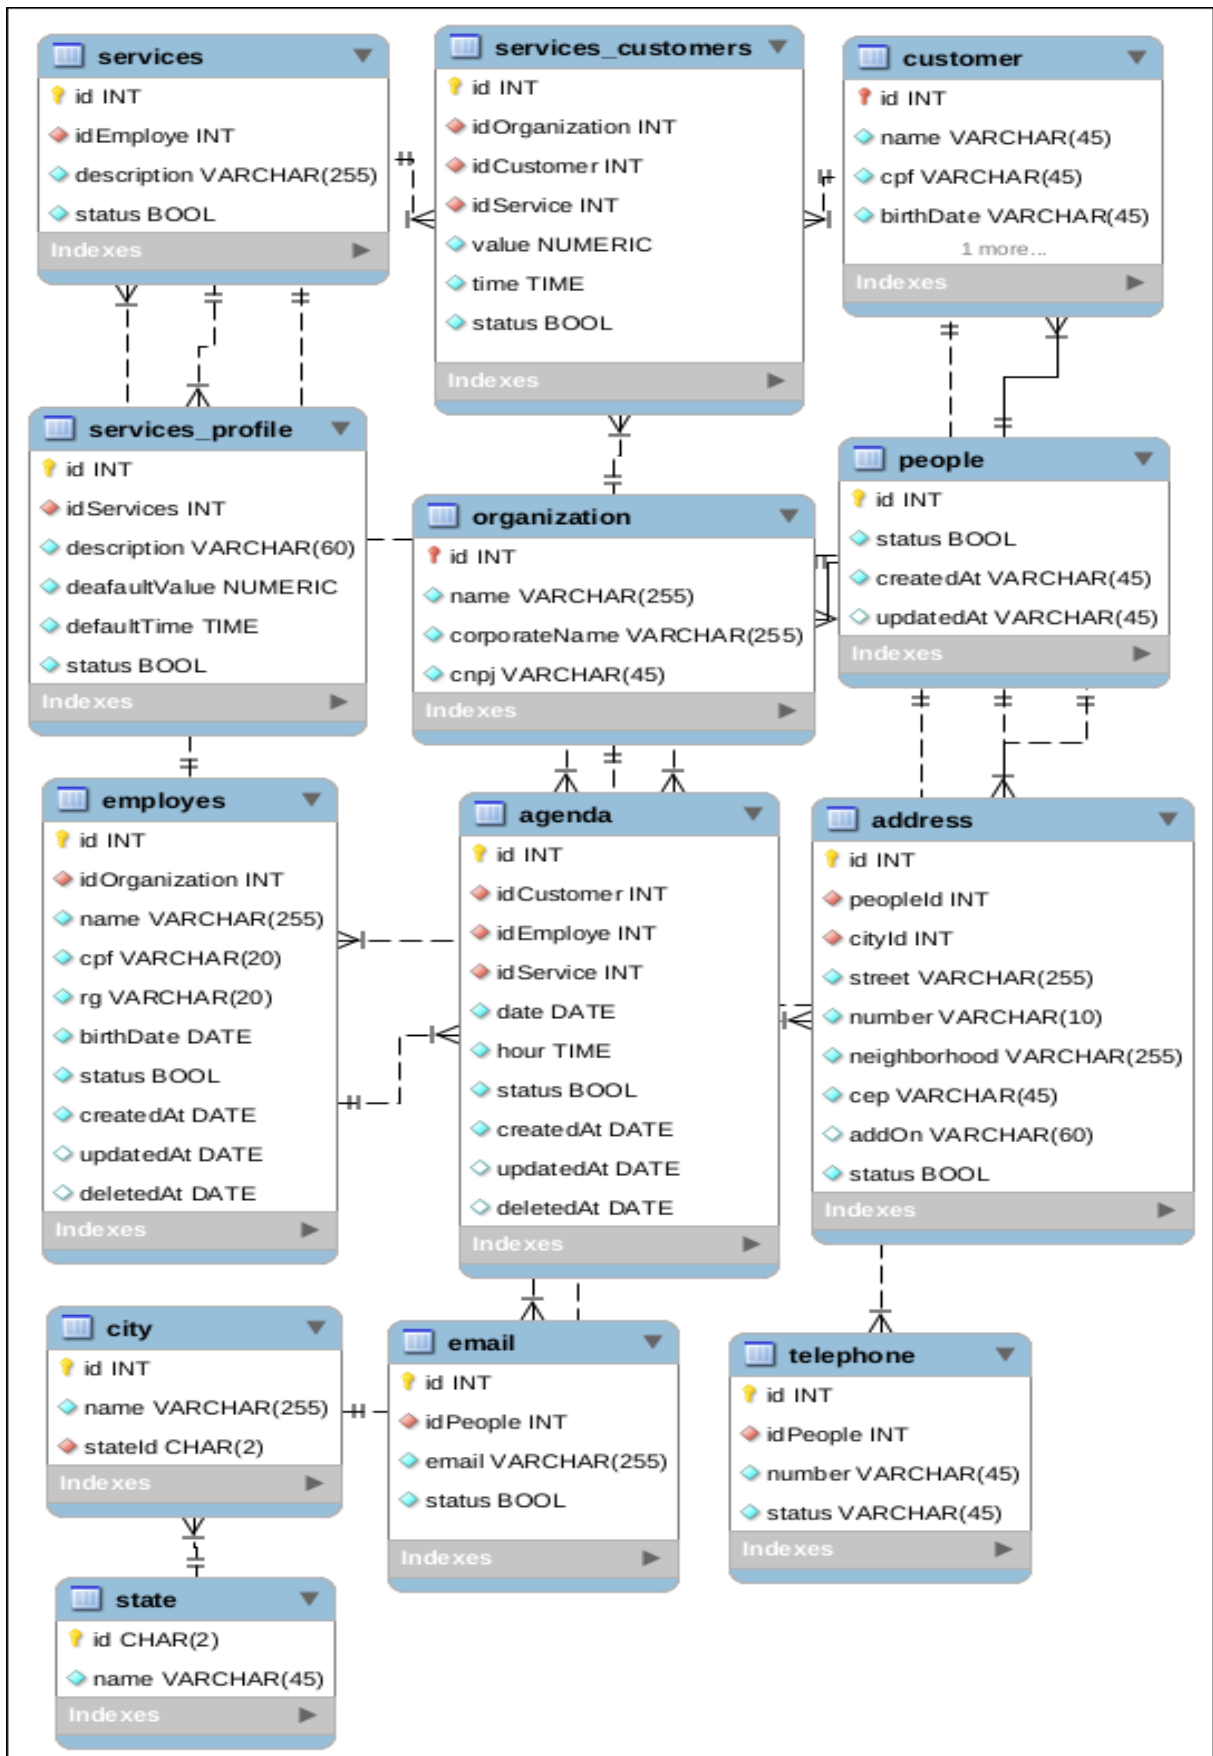 services
id INT
idEmploye INT
description VARCHAR(255)
status BOOL
Indexes
services_customers
id INT
idOrganization INT
idCustomer INT
idService INT
value NUMERIC
time TIME
status BOOL
Indexes
customer
id INT
name VARCHAR(45)
cpf VARCHAR(45)
birthDate VARCHAR(45)
1 more...
Indexes
services_profile
id INT
idServices INT
description VARCHAR(60)
deafaultValue NUMERIC
defaultTime TIME
status BOOL
Indexes
organization
id INT
name VARCHAR(255)
corporateName VARCHAR(255)
cnpj VARCHAR(45)
Indexes
people
id INT
status BOOL
createdAt VARCHAR(45)
updatedAt VARCHAR(45)
Indexes
employes
id INT
idOrganization INT
name VARCHAR(255)
cpf VARCHAR(20)
rg VARCHAR(20)
birthDate DATE
status BOOL
createdAt DATE
updatedAt DATE
deletedAt DATE
Indexes
agenda
id INT
idCustomer INT
idEmploye INT
idService INT
date DATE
hour TIME
status BOOL
createdAt DATE
updatedAt DATE
deletedAt DATE
Indexes
address
id INT
peopleId INT
cityId INT
street VARCHAR(255)
number VARCHAR(10)
neighborhood VARCHAR(255)
cep VARCHAR(45)
addOn VARCHAR(60)
status BOOL
Indexes
city
id INT
name VARCHAR(255)
stateId CHAR(2)
Indexes
email
id INT
idPeople INT
email VARCHAR(255)
status BOOL
Indexes
telephone
id INT
idPeople INT
number VARCHAR(45)
status VARCHAR(45)
Indexes
state
id CHAR(2)
name VARCHAR(45)
Indexes